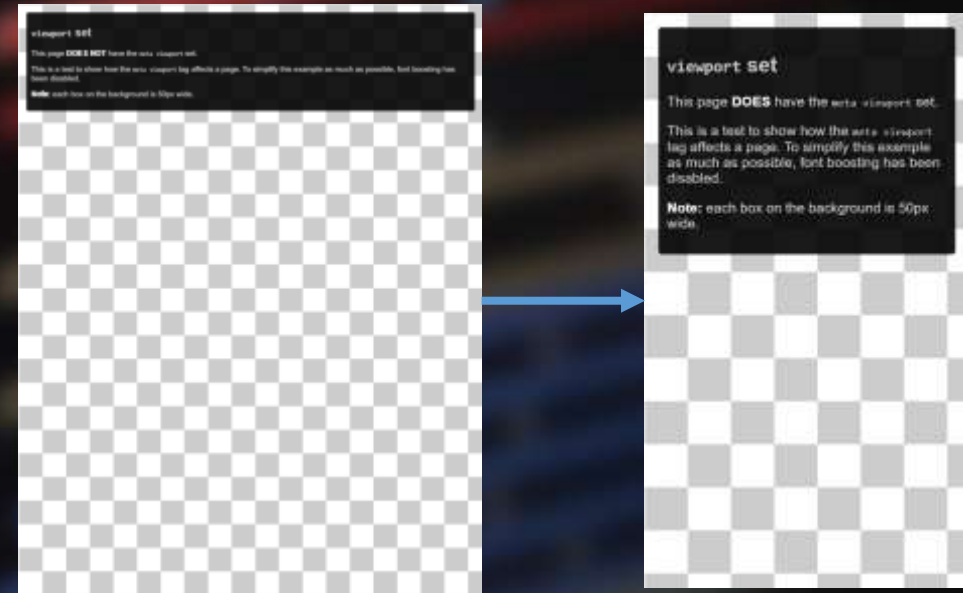 viewport set
This page DOES NOT have the meta viewport set.
This is a test to show how the meta viewport tag affects a page. To simplify this example as much as possible, font boosting has
been disabled.
Note: each box on the background is 50px wide.
viewport set
This page DOES have the meta viewport set.
This is a test to show how the meta viewport
tag affects a page. To simplify this example
as much as possible, font boosting has been
disabled.
Note: each box on the background is 50px
wide.